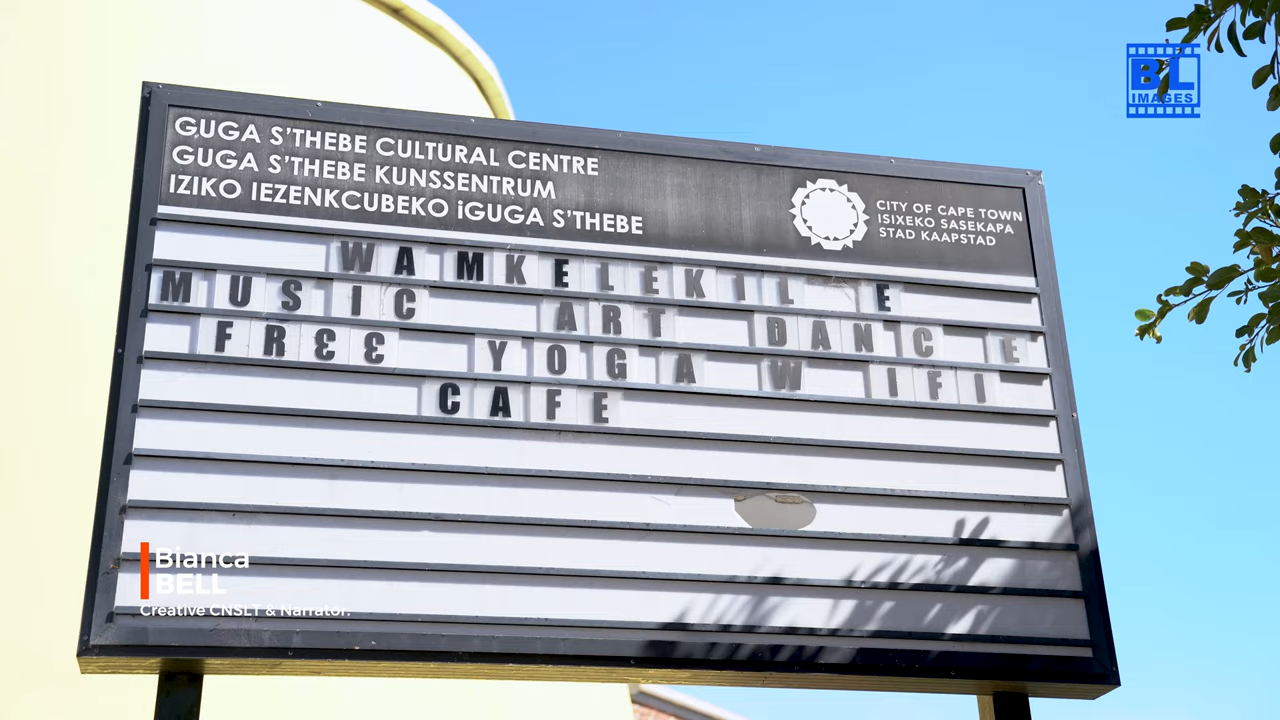 GUGA S'THEBE CULTURAL CENTRE
GUGA S'THEBE KUNSSENTRUM
IZIKO IEZENKCUBEKO iGUGA S'THEBE
CITY OF CAPE TOWN
ISIXEKO SASEKAPA
STAD KAAPSTAD
WAMKELEKILE
MUSIC ART DANCE
FRƐƐ YOGA WIFI
CAFE
BL
IMAGES
Bianca
BELL
Creative CNSLT & Narrator.